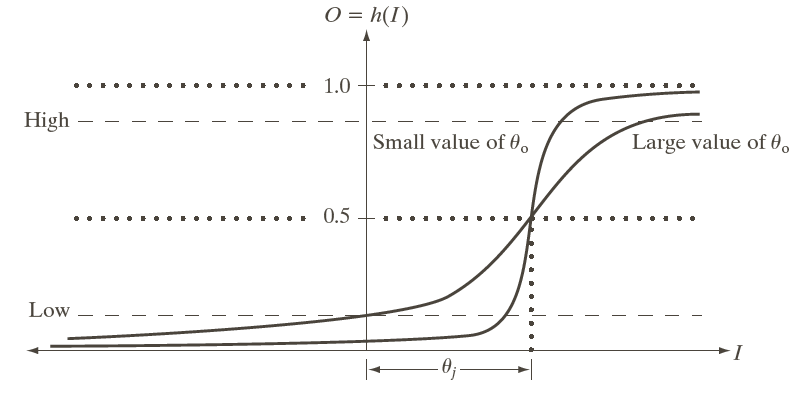 O = h(I)
1.0
High
Small value of θₒ
Large value of θₒ
0.5
Low
I
θⱼ